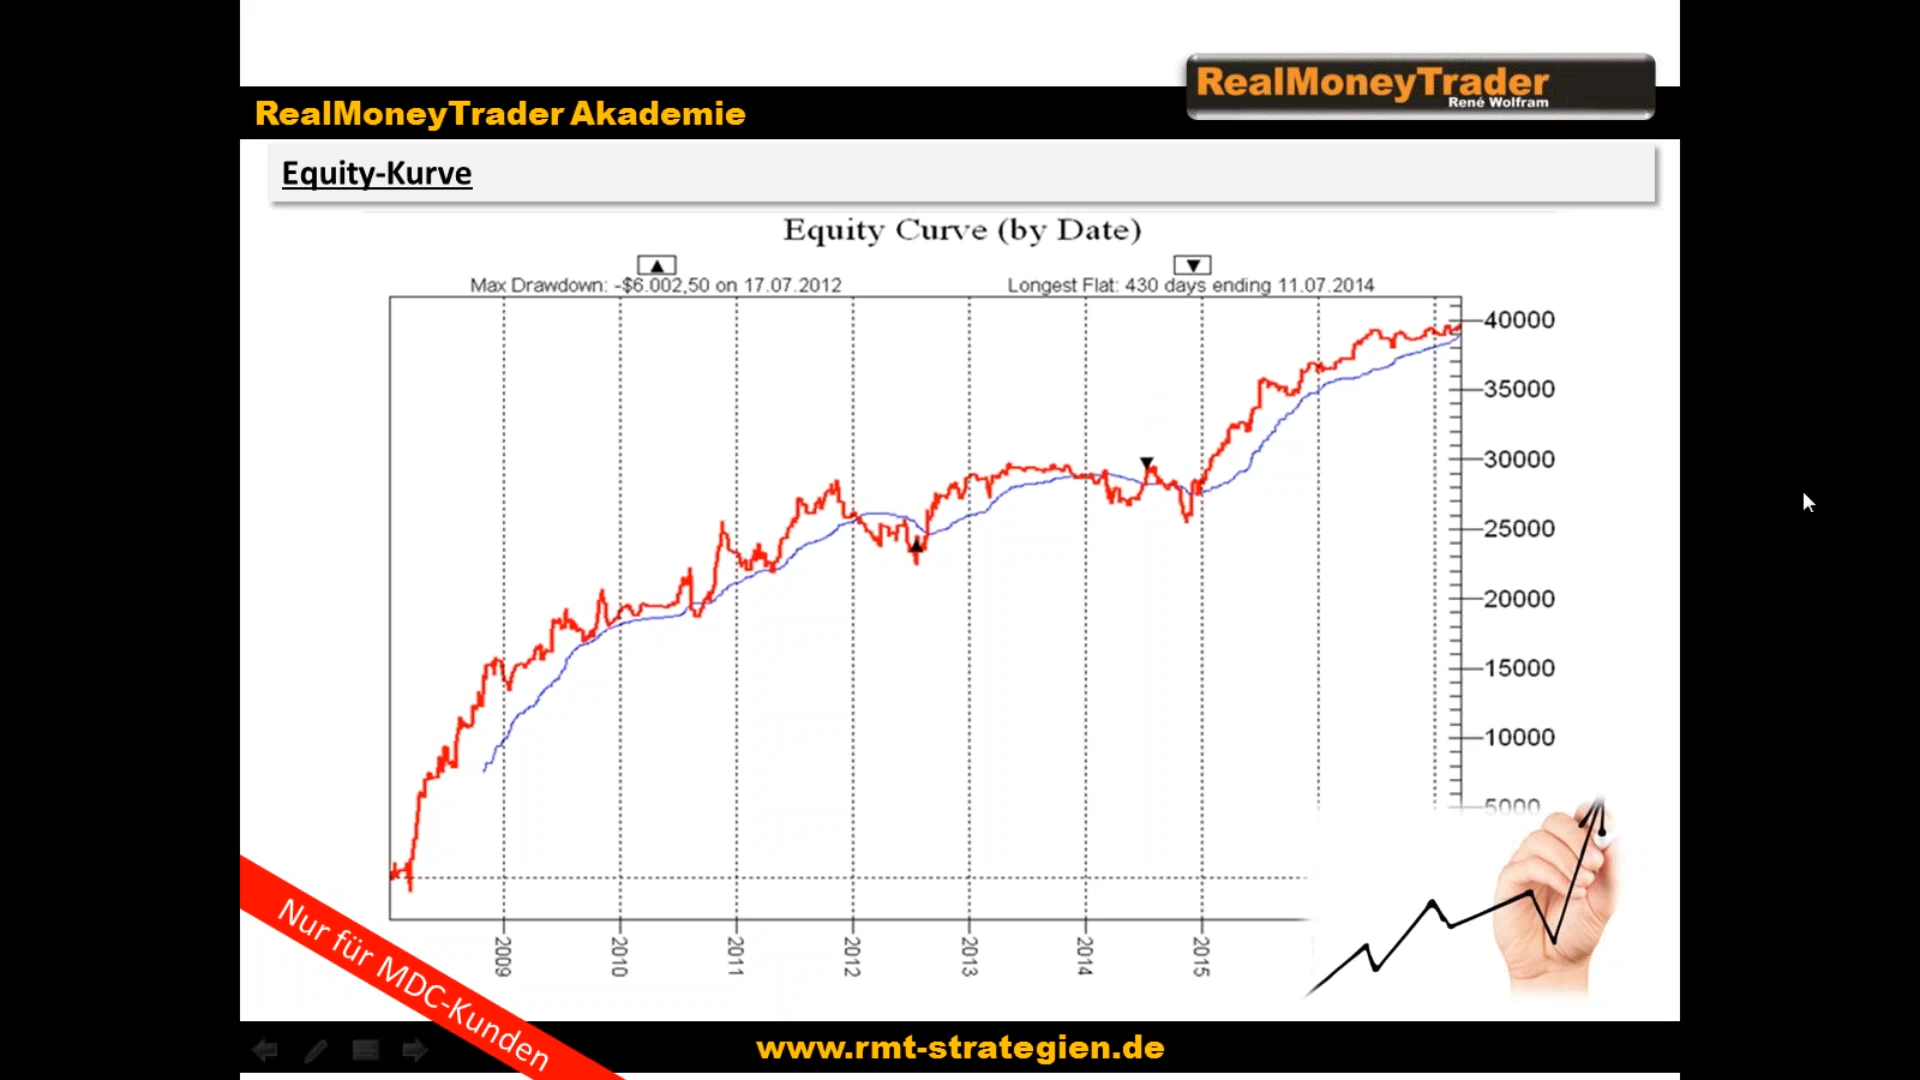 RealMoneyTrader
René Wolfram
RealMoneyTrader Akademie
Equity-Kurve
Equity Curve (by Date)
Max Drawdown: -$6.002,50 on 17.07.2012
Longest Flat: 430 days ending 11.07.2014
40000
35000
30000
25000
20000
15000
10000
5000
2009
2010
2011
2012
2013
2014
2015
Nur für MDC-Kunden
www.rmt-strategien.de